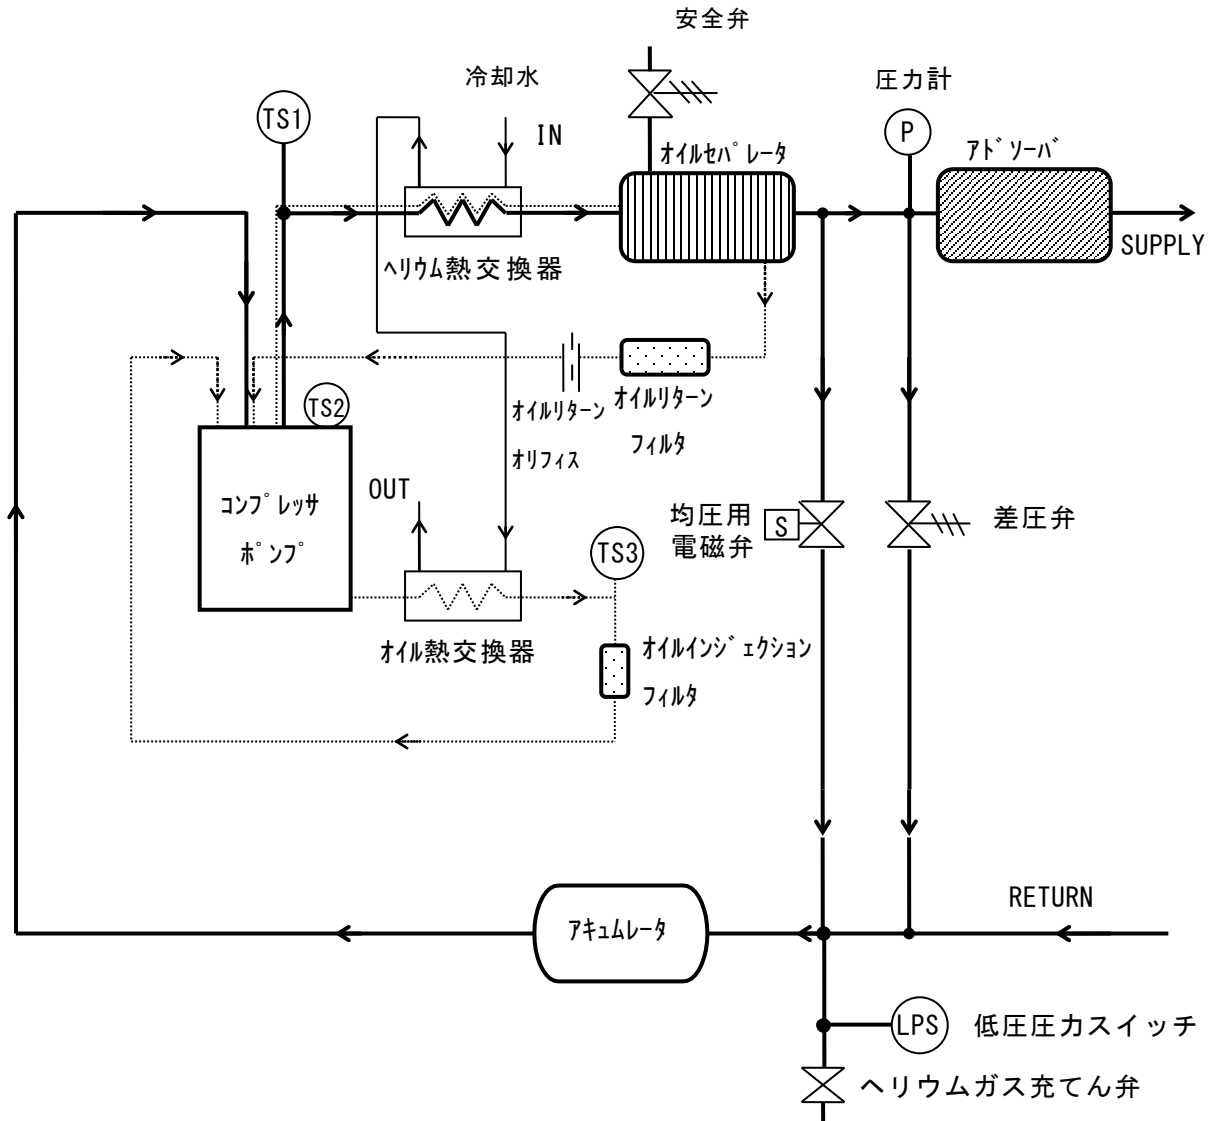 安全弁
冷却水
圧力計
TS1
IN
P
オイルセパレータ
アドソーバ
SUPPLY
ヘリウム熱交換器
TS2
オイルリターン
オリフィス
オイルリターン
フィルタ
コンプレッサ
ポンプ
OUT
均圧用
電磁弁
S
差圧弁
TS3
オイル熱交換器
オイルインジェクション
フィルタ
アキュムレータ
RETURN
LPS
低圧圧力スイッチ
ヘリウムガス充てん弁